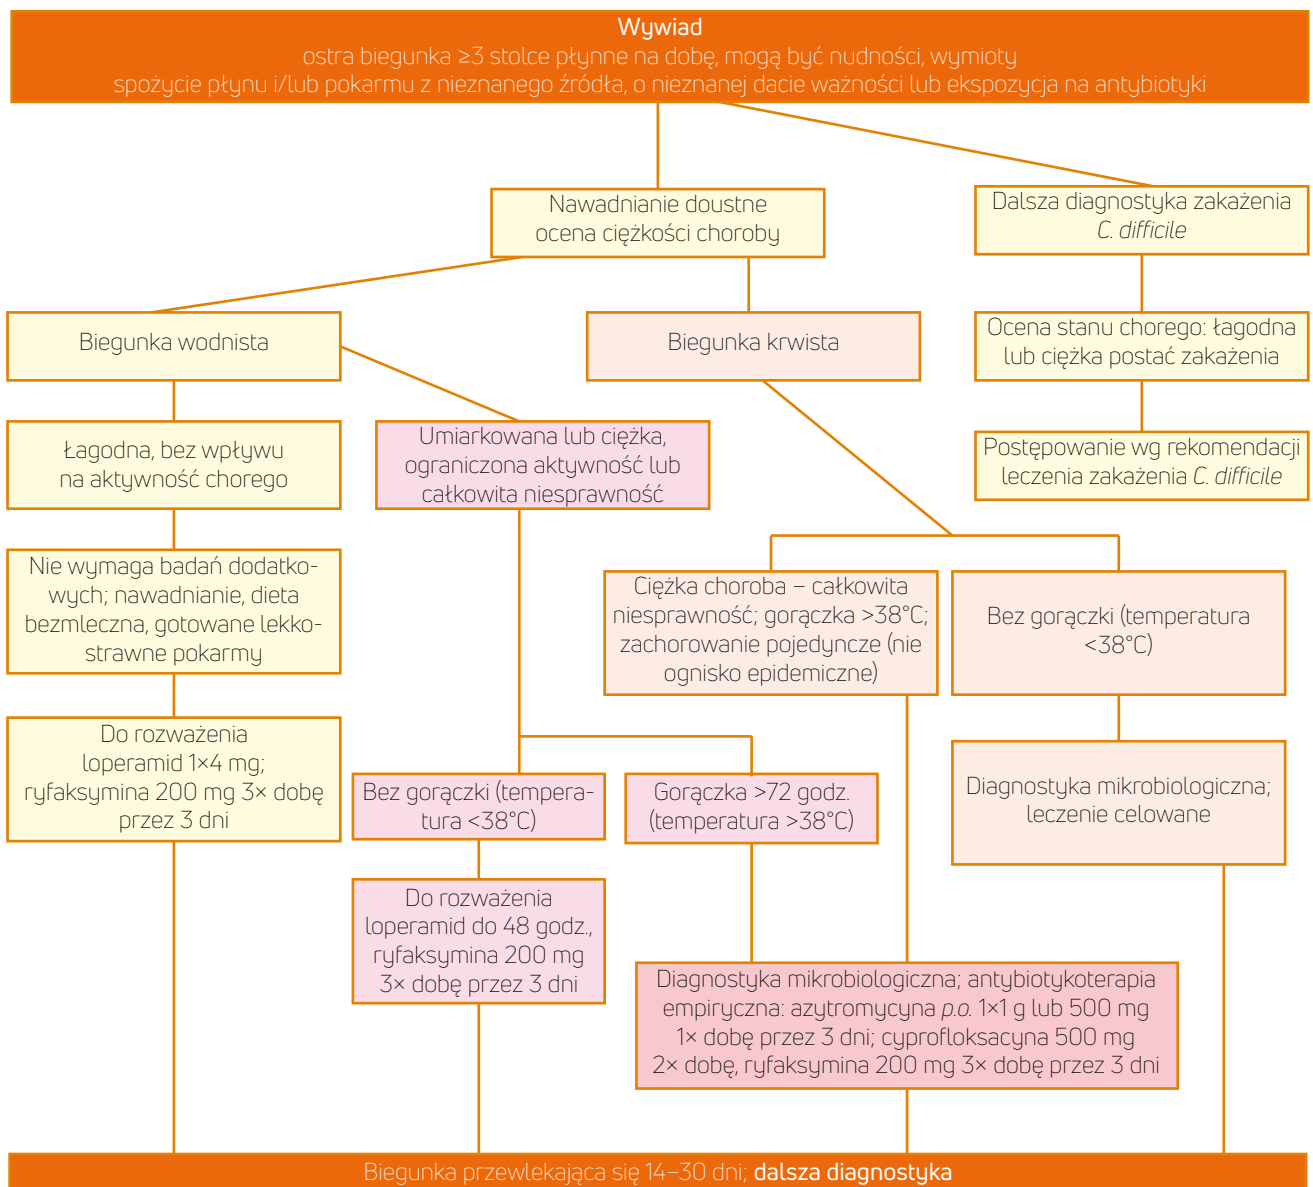 Wywiad
ostra biegunka ≥3 stolce płynne na dobę, mogą być nudności, wymioty
spożycie płynu i/lub pokarmu z nieznanego źródła, o nieznanej dacie ważności lub ekspozycja na antybiotyki
Nawadnianie doustne
ocena ciężkości choroby
Dalsza diagnostyka zakażenia
C. difficile
Biegunka wodnista
Biegunka krwista
Ocena stanu chorego: łagodna
lub ciężka postać zakażenia
Łagodna, bez wpływu
na aktywność chorego
Umiarkowana lub ciężka,
ograniczona aktywność lub
całkowita niesprawność
Postępowanie wg rekomendacji
leczenia zakażenia C. difficile
Nie wymaga badań dodatko-
wych; nawadnianie, dieta
bezmleczna, gotowane lekko-
strawne pokarmy
Ciężka choroba – całkowita
niesprawność; gorączka >38°C;
zachorowanie pojedyncze (nie
ognisko epidemiczne)
Bez gorączki (temperatura
<38°C)
Do rozważenia
loperamid 1×4 mg;
ryfaksymina 200 mg 3× dobę
przez 3 dni
Bez gorączki (tempera-
tura <38°C)
Gorączka >72 godz.
(temperatura >38°C)
Diagnostyka mikrobiologiczna;
leczenie celowane
Do rozważenia
loperamid do 48 godz.,
ryfaksymina 200 mg
3× dobę przez 3 dni
Diagnostyka mikrobiologiczna; antybiotykoterapia
empiryczna: azytromycyna p.o. 1×1 g lub 500 mg
1× dobę przez 3 dni; cyprofloksacyna 500 mg
2× dobę, ryfaksymina 200 mg 3× dobę przez 3 dni
Biegunka przewlekająca się 14–30 dni; dalsza diagnostyka